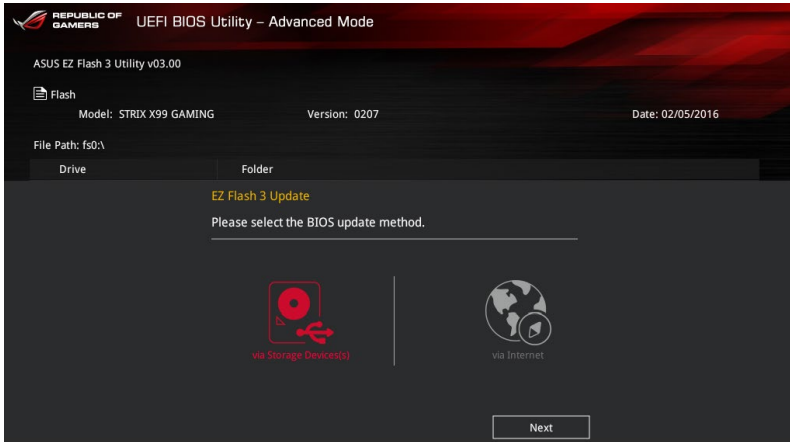 REPUBLIC OF
GAMERS
UEFI BIOS Utility – Advanced Mode
ASUS EZ Flash 3 Utility v03.00
Flash
Model: STRIX X99 GAMING Version: 0207 Date: 02/05/2016
File Path: fs0:\
Drive Folder
EZ Flash 3 Update
Please select the BIOS update method.
via Storage Devices(s) via Internet
Next